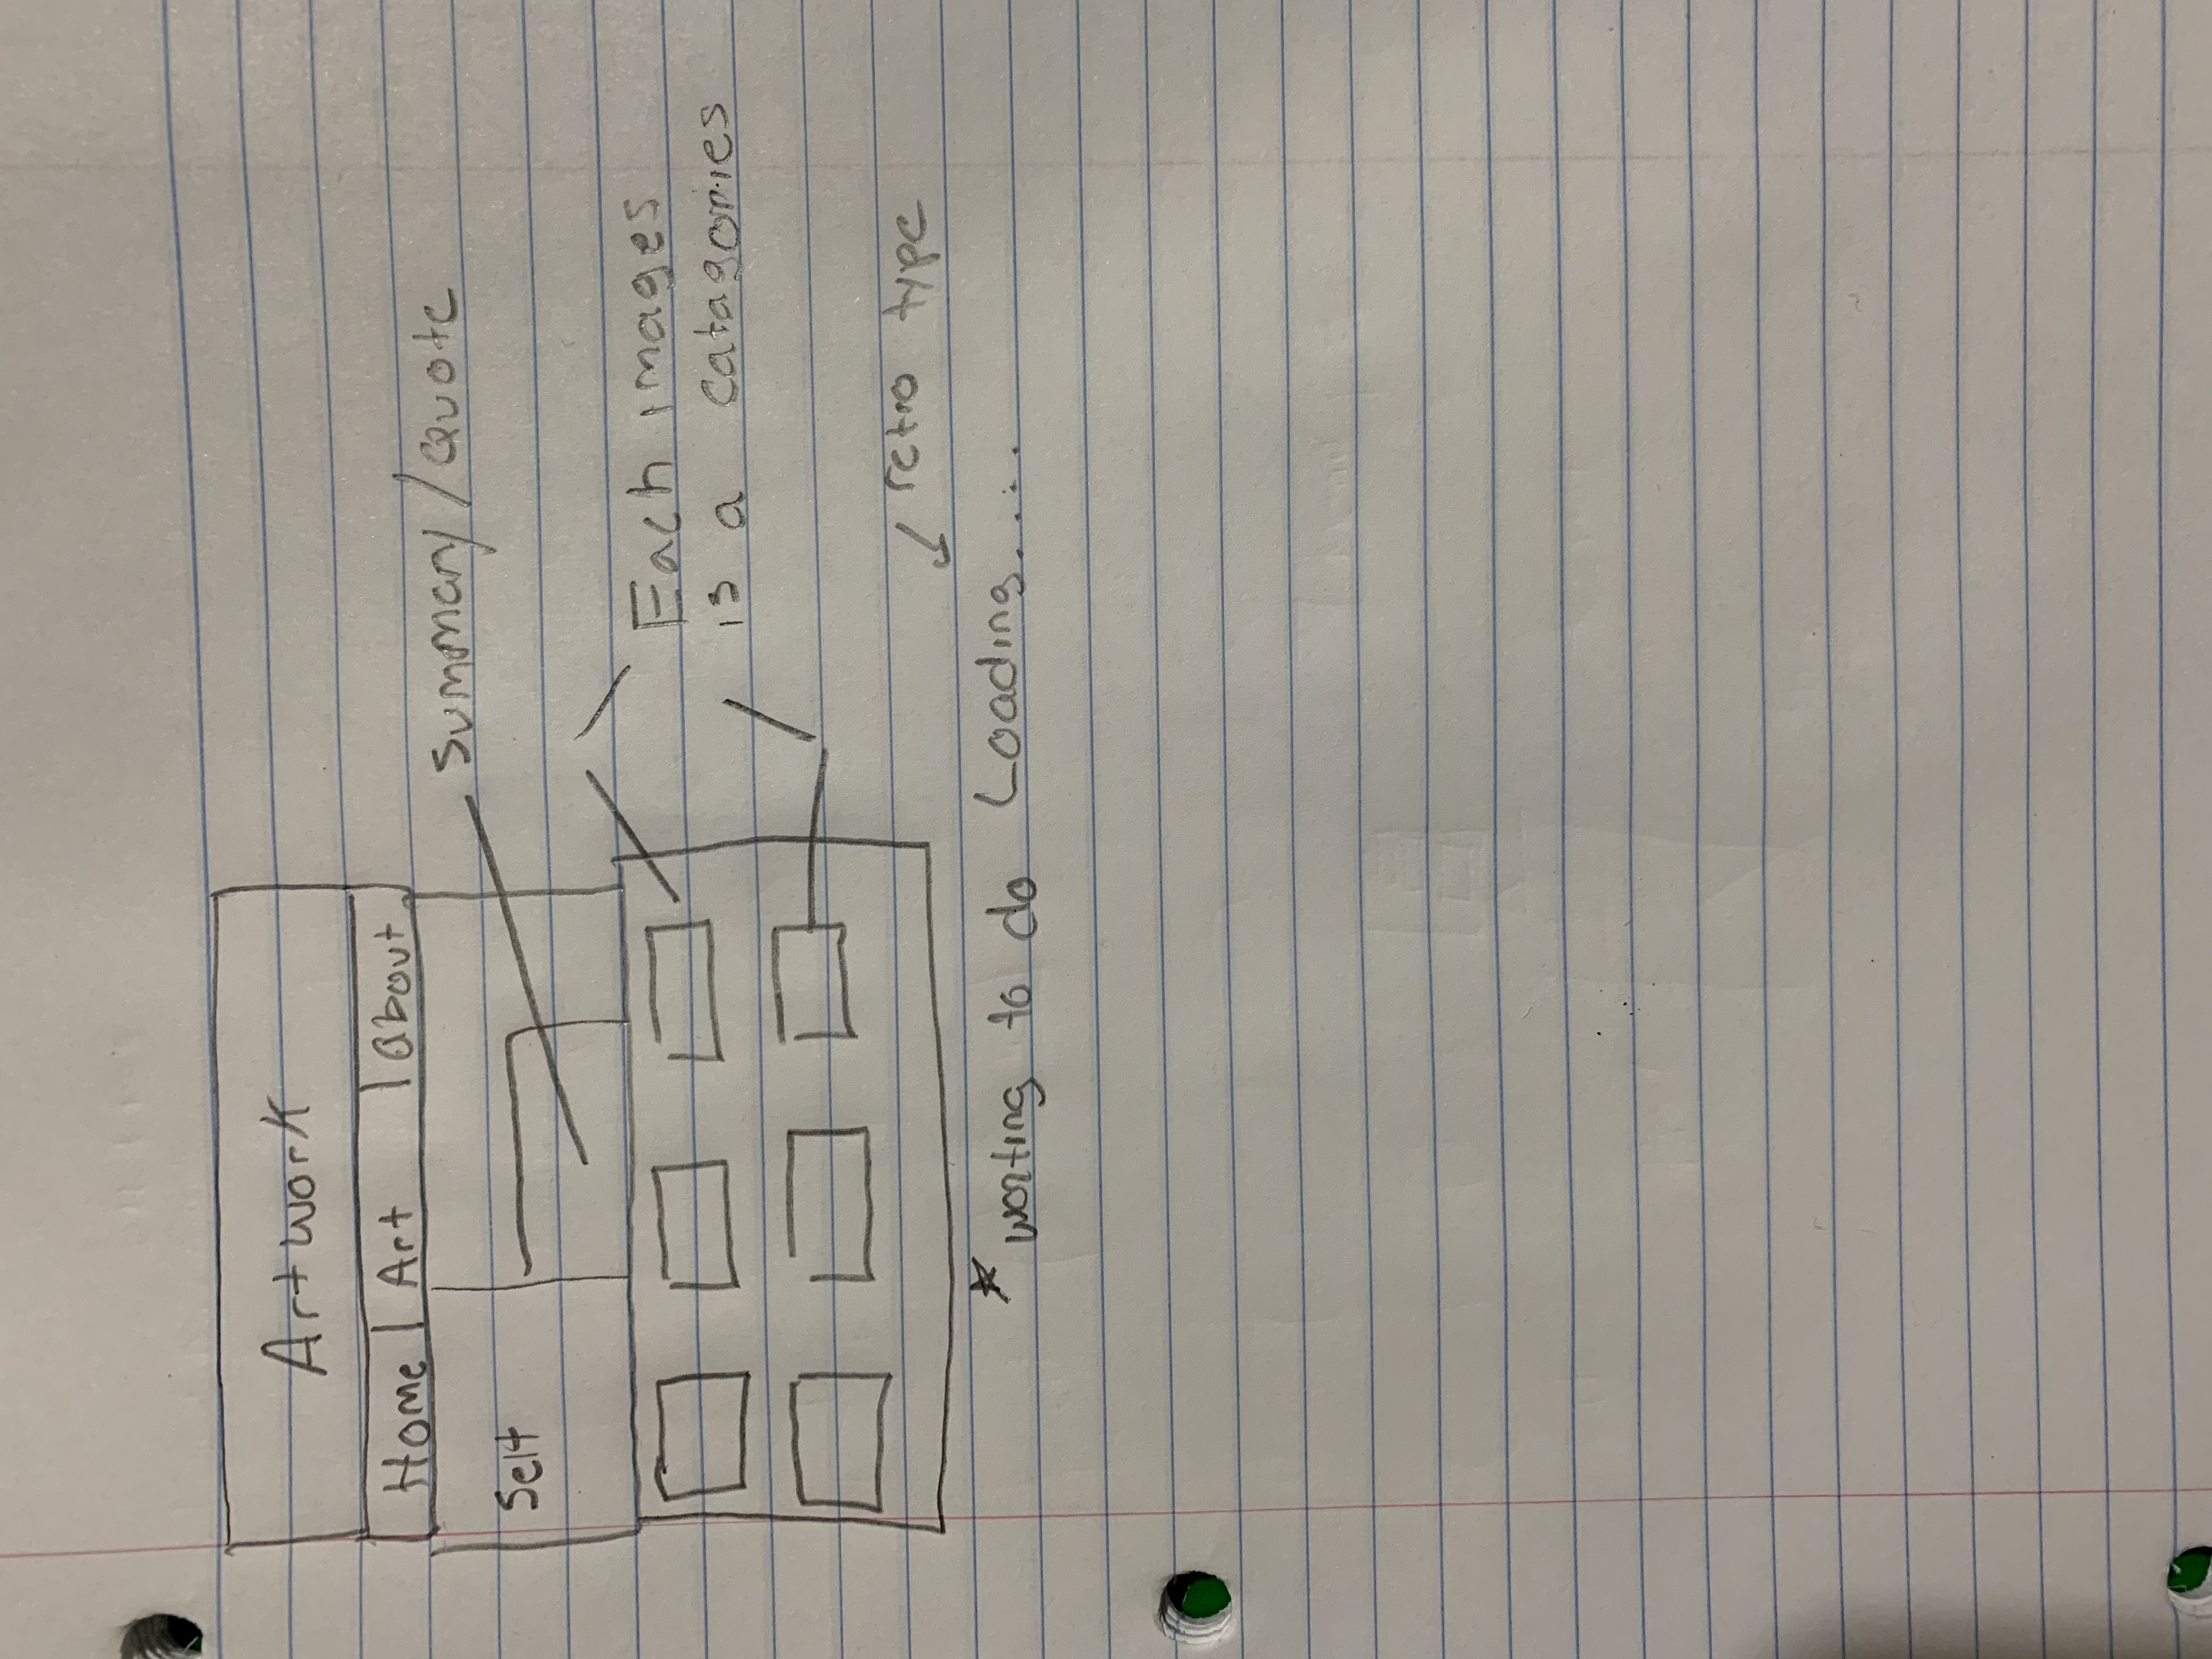 Artwork
Home | Art | About
Summary / Quote
Self
Each images
is a catagories
retro type
* wanting to do Loading.....